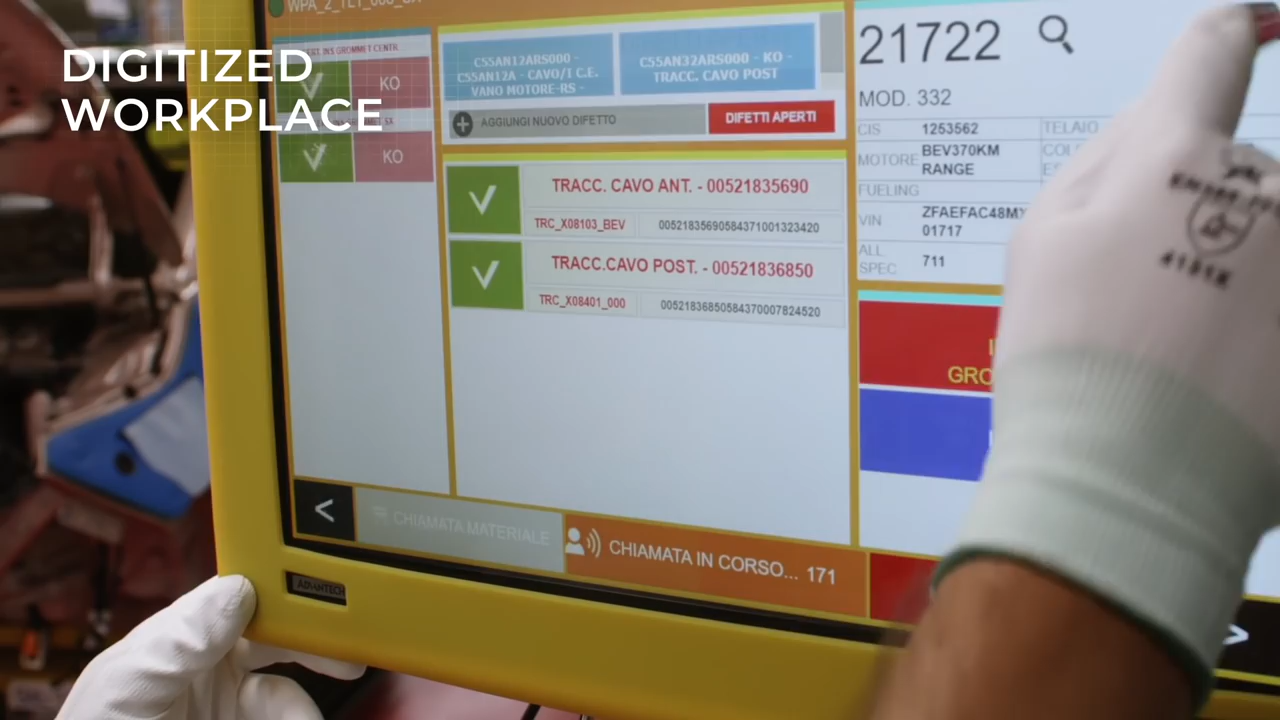 DIGITIZED
WORKPLACE
KO
KO
C55AN12ARS000 -
C55AN12A - CAVO/I C.E.
VANO MOTORE-RS -
C55AN32ARS000 - KO -
TRACC. CAVO POST
AGGIUNGI NUOVO DIFETTO
DIFETTI APERTI
TRACC. CAVO ANT. - 00521835690
TRC_X08103_BEV
00521835690584371001323420
TRACC.CAVO POST. - 00521836850
TRC_X08401_000
00521836850584370007824520
21722
MOD. 332
CIS 1253562 TELAIO
MOTORE BEV370KM
RANGE
FUELING
VIN ZFAEFAC48MY
01717
ALL. 711
SPEC
<
CHIAMATA MATERIALE
CHIAMATA IN CORSO... 171
>
ADVANTECH